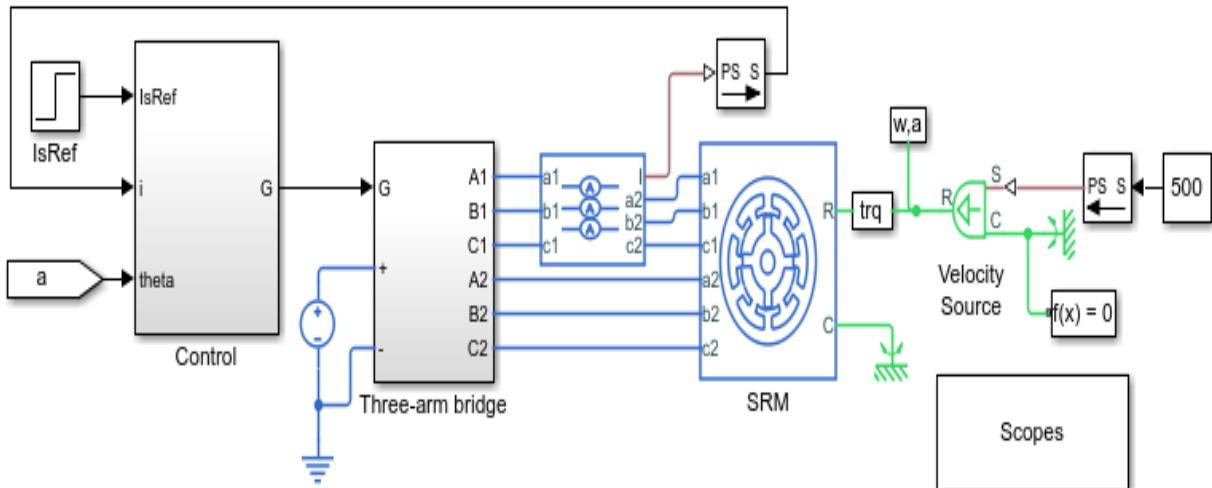 IsRef
IsRef
i
a
theta
G
Control
+
-
G
+
-
A1
B1
C1
A2
B2
C2
Three-arm bridge
a1
b1
c1
A
A
A
I
a2
b2
c2
PS S
a1
b1
c1
a2
b2
c2
R
C
SRM
trq
w,a
R
S
C
Velocity
Source
PS S
500
f(x) = 0
Scopes